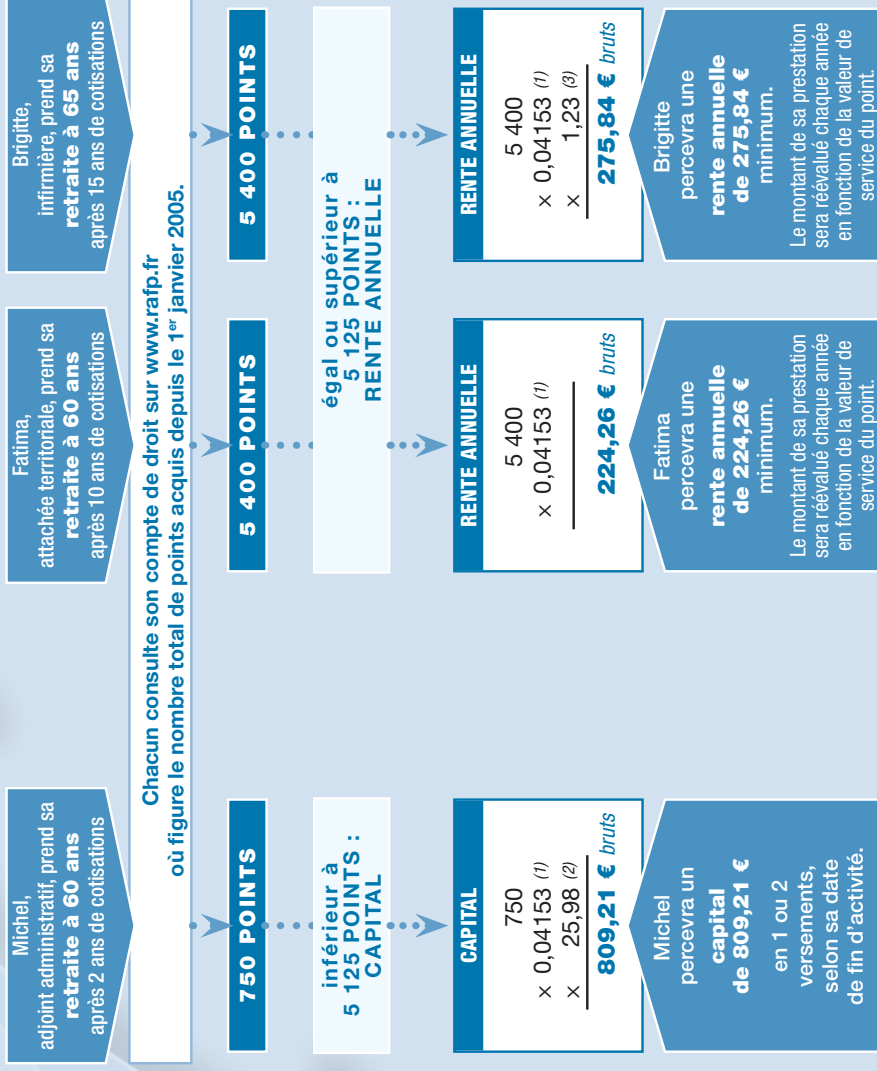 Michel,
adjoint administratif, prend sa
retraite à 60 ans
après 2 ans de cotisations
Fatima,
attachée territoriale, prend sa
retraite à 60 ans
après 10 ans de cotisations
Brigitte,
infirmière, prend sa
retraite à 65 ans
après 15 ans de cotisations
Chacun consulte son compte de droit sur www.rafp.fr
où figure le nombre total de points acquis depuis le 1er janvier 2005.
750 POINTS
5 400 POINTS
5 400 POINTS
inférieur à
5 125 POINTS :
CAPITAL
égal ou supérieur à
5 125 POINTS :
RENTE ANNUELLE
CAPITAL
750
× 0,04153 (1)
× 25,98 (2)
809,21 € bruts
RENTE ANNUELLE
5 400
× 0,04153 (1)
224,26 € bruts
RENTE ANNUELLE
5 400
× 0,04153 (1)
× 1,23 (3)
275,84 € bruts
Michel
percevra un
capital
de 809,21 €
en 1 ou 2
versements,
selon sa date
de fin d'activité.
Fatima
percevra une
rente annuelle
de 224,26 €
minimum.
Le montant de sa prestation
sera réévalué chaque année
en fonction de la valeur de
service du point.
Brigitte
percevra une
rente annuelle
de 275,84 €
minimum.
Le montant de sa prestation
sera réévalué chaque année
en fonction de la valeur de
service du point.